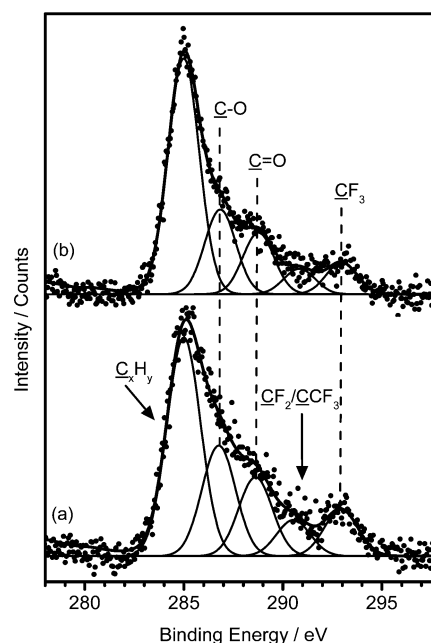 C-O
C=O
CF3
(b)
CxHy
CF2/CCF3
(a)
Intensity / Counts
280 285 290 295
Binding Energy / eV